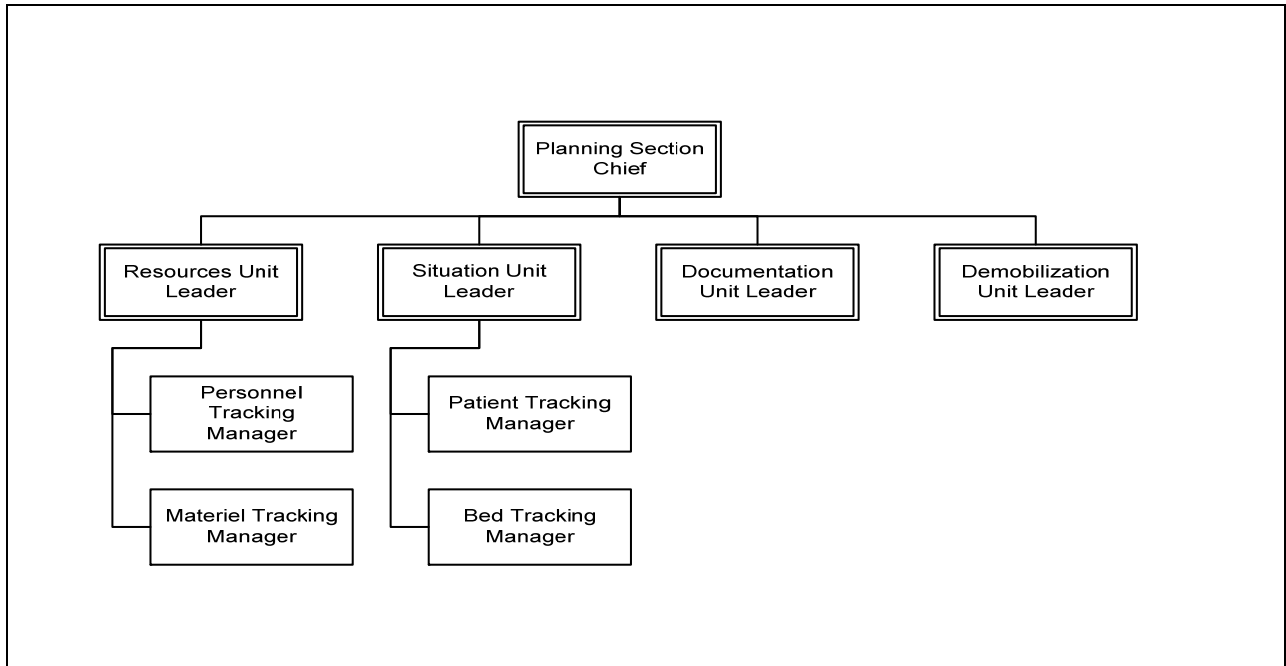 Planning Section
Chief
Resources Unit
Leader
Situation Unit
Leader
Documentation
Unit Leader
Demobilization
Unit Leader
Personnel
Tracking
Manager
Materiel Tracking
Manager
Patient Tracking
Manager
Bed Tracking
Manager